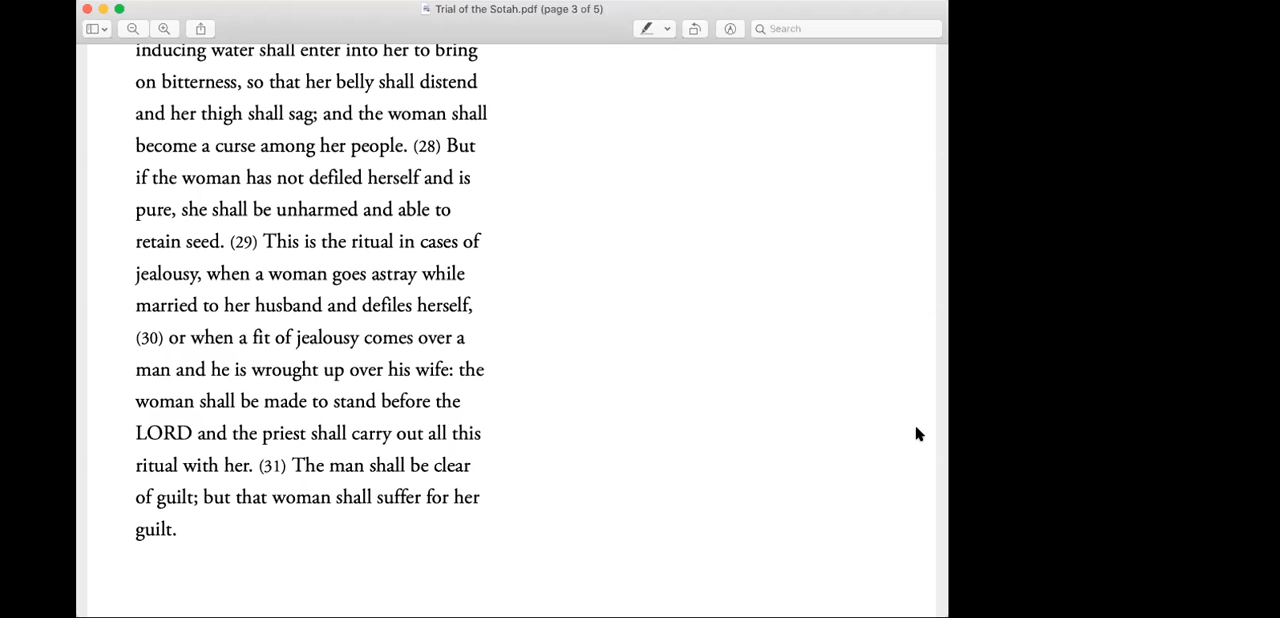 Trial of the Sotah.pdf (page 3 of 5)
Search
inducing water shall enter into her to bring
on bitterness, so that her belly shall distend
and her thigh shall sag; and the woman shall
become a curse among her people. (28) But
if the woman has not defiled herself and is
pure, she shall be unharmed and able to
retain seed. (29) This is the ritual in cases of
jealousy, when a woman goes astray while
married to her husband and defiles herself,
(30) or when a fit of jealousy comes over a
man and he is wrought up over his wife: the
woman shall be made to stand before the
LORD and the priest shall carry out all this
ritual with her. (31) The man shall be clear
of guilt; but that woman shall suffer for her
guilt.